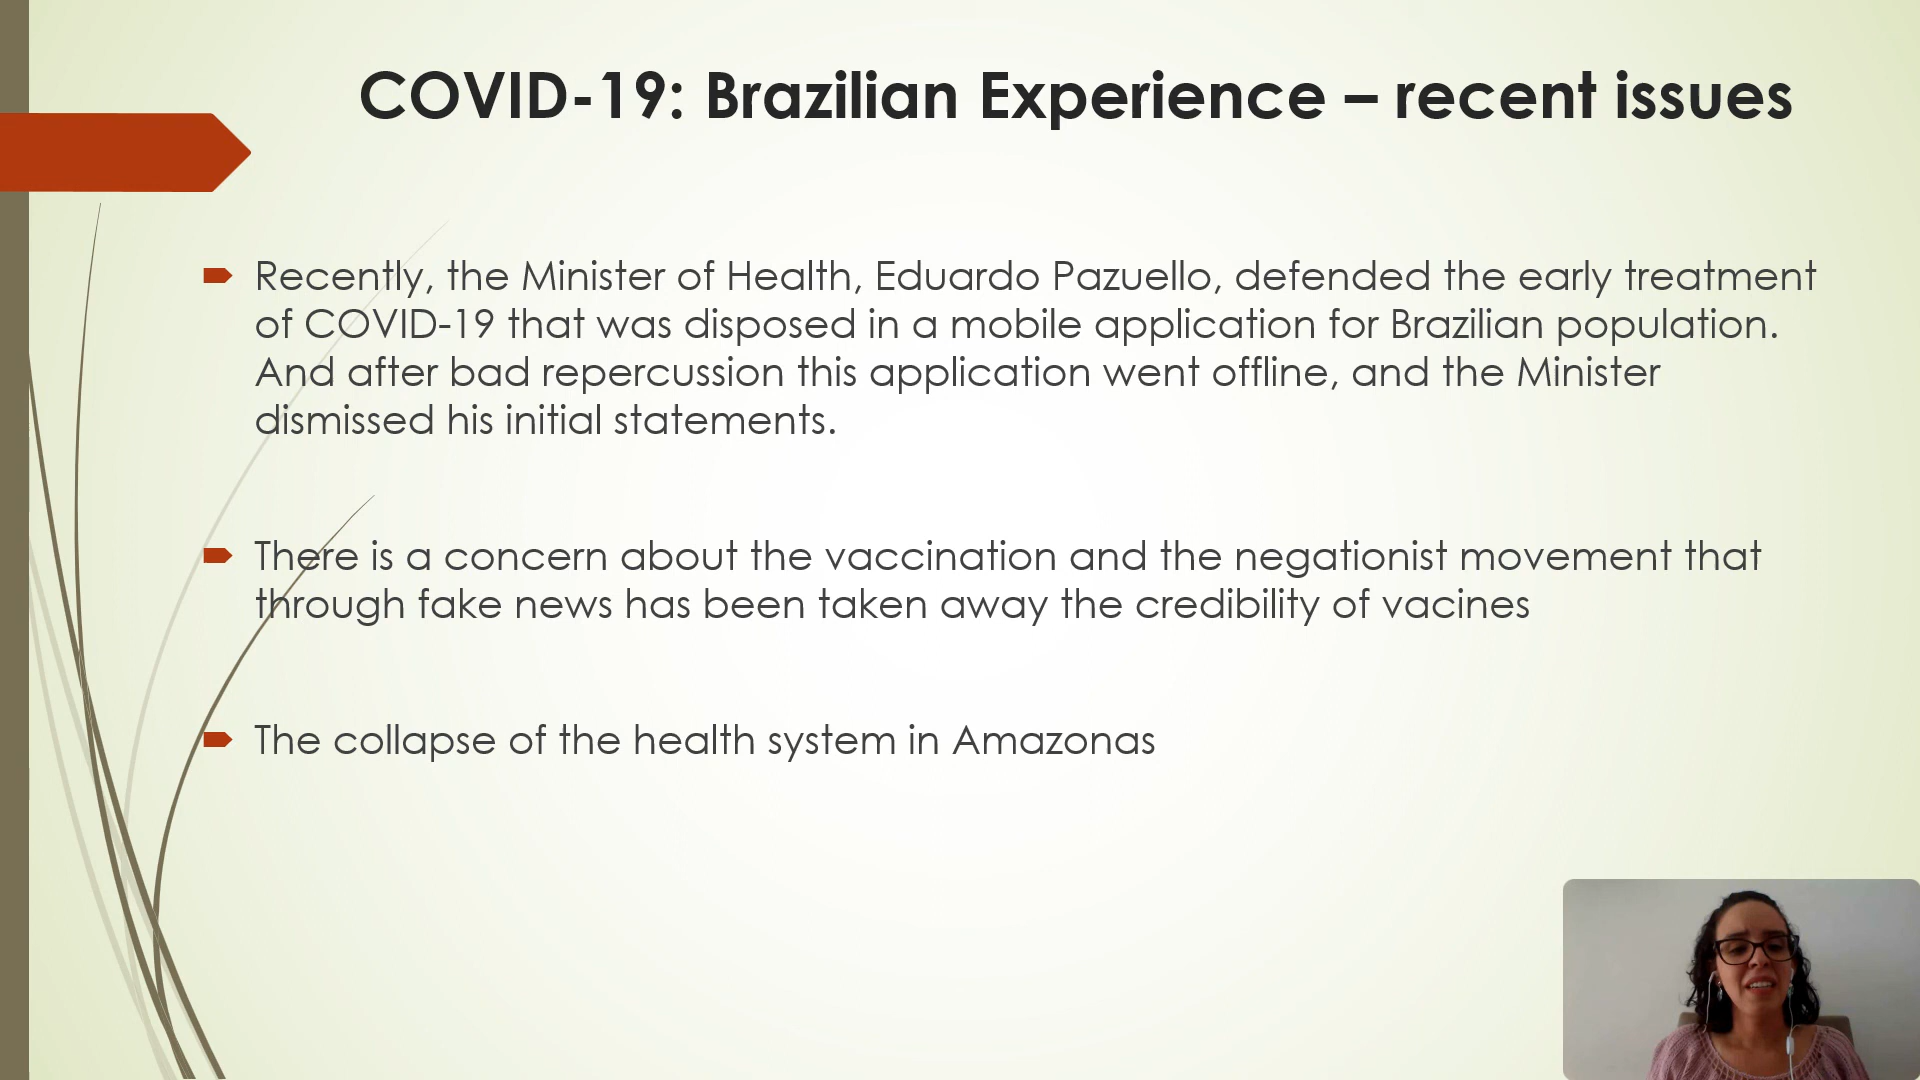 COVID-19: Brazilian Experience – recent issues
Recently, the Minister of Health, Eduardo Pazuello, defended the early treatment
of COVID-19 that was disposed in a mobile application for Brazilian population.
And after bad repercussion this application went offline, and the Minister
dismissed his initial statements.
There is a concern about the vaccination and the negationist movement that
through fake news has been taken away the credibility of vacines
The collapse of the health system in Amazonas